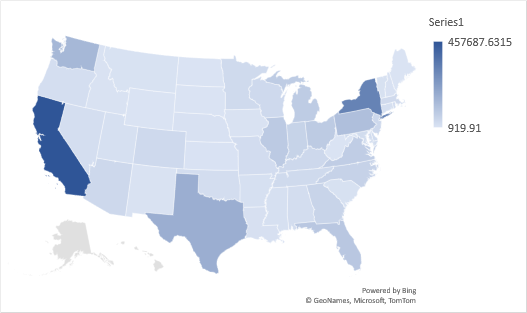 Series1
457687.6315
919.91
Powered by Bing
© GeoNames, Microsoft, TomTom